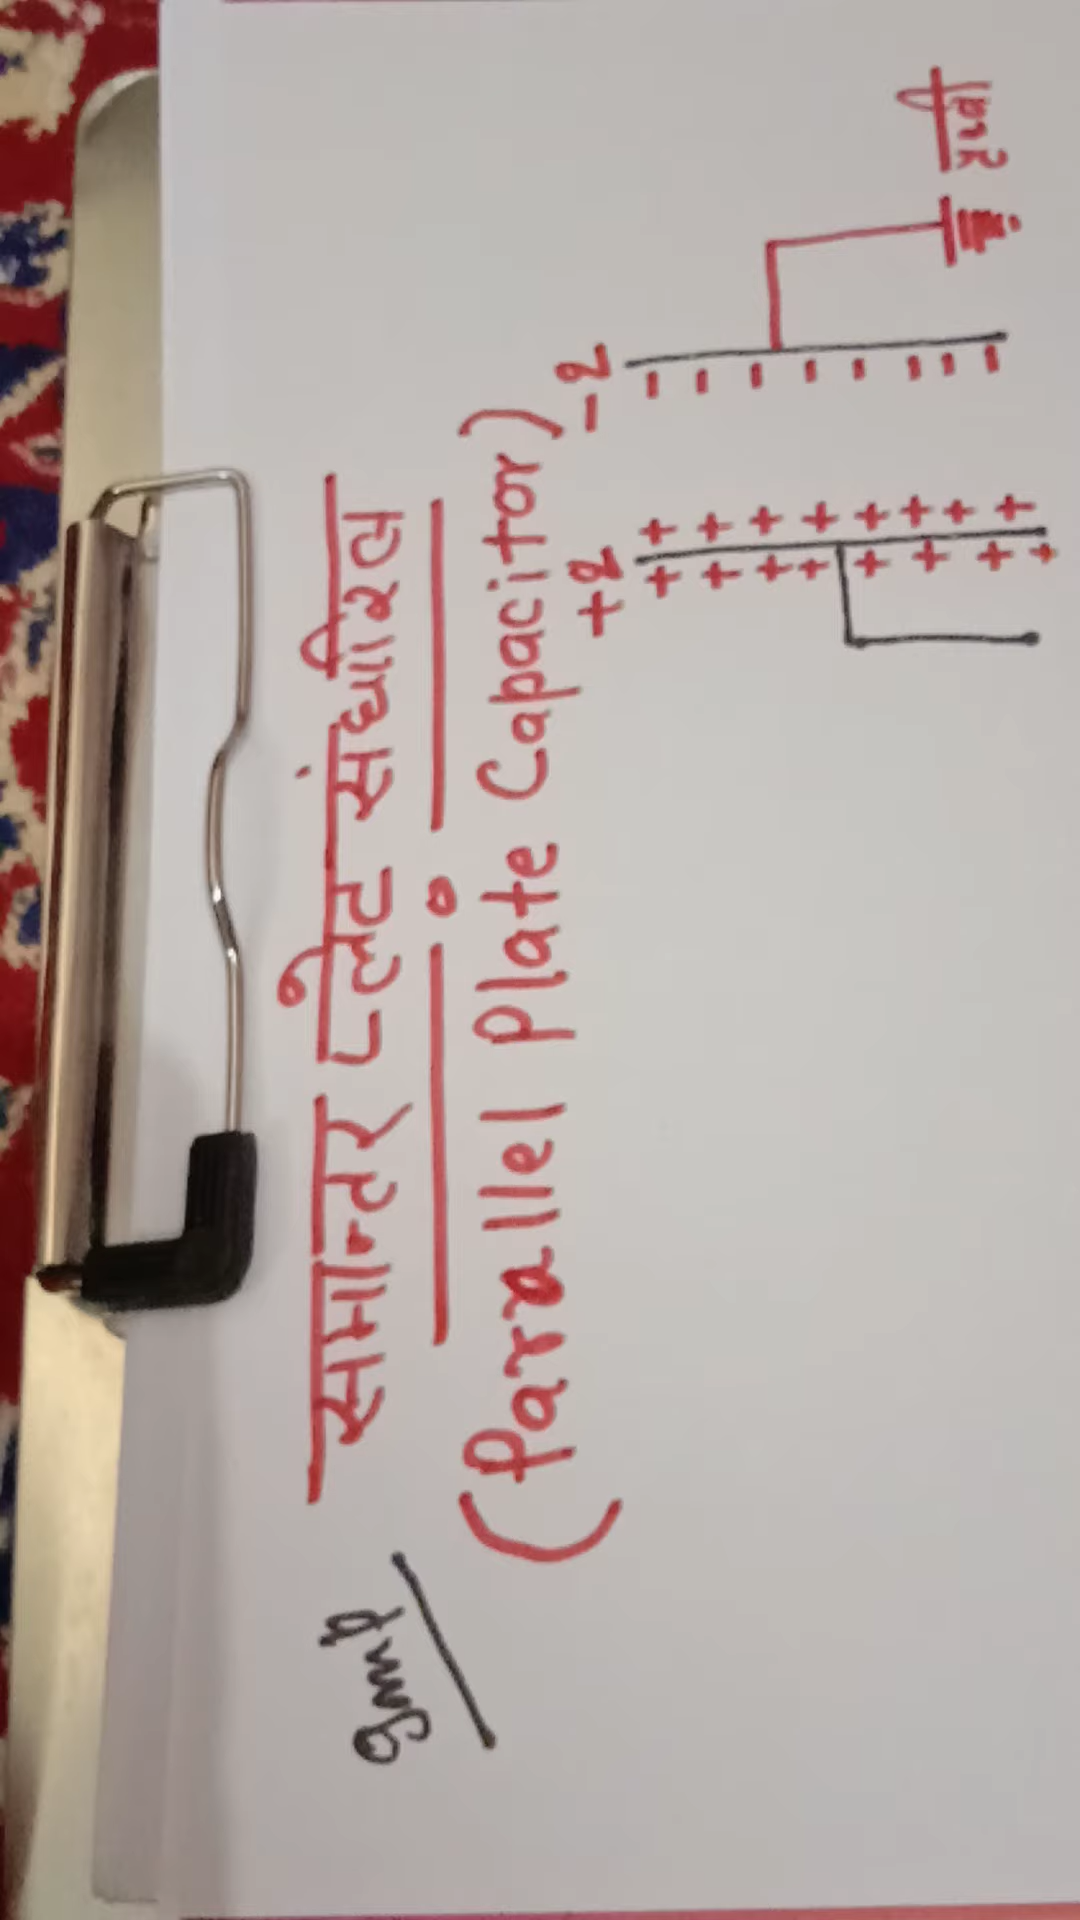 Imp
समान्तर प्लेट संधारित्र
(Parallel Plate Capacitor)
+q -q
+ + + + + + + +
+ + + + + + + +
- - - - - - - -
पृथ्वी